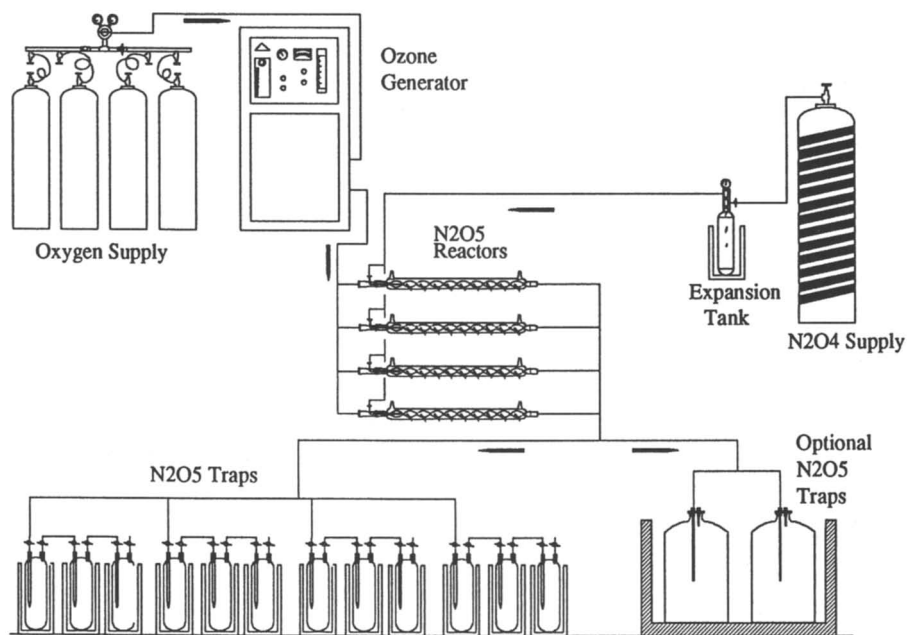 Ozone
Generator
Oxygen Supply
N2O5
Reactors
Expansion
Tank
N2O4 Supply
N2O5 Traps
Optional
N2O5
Traps